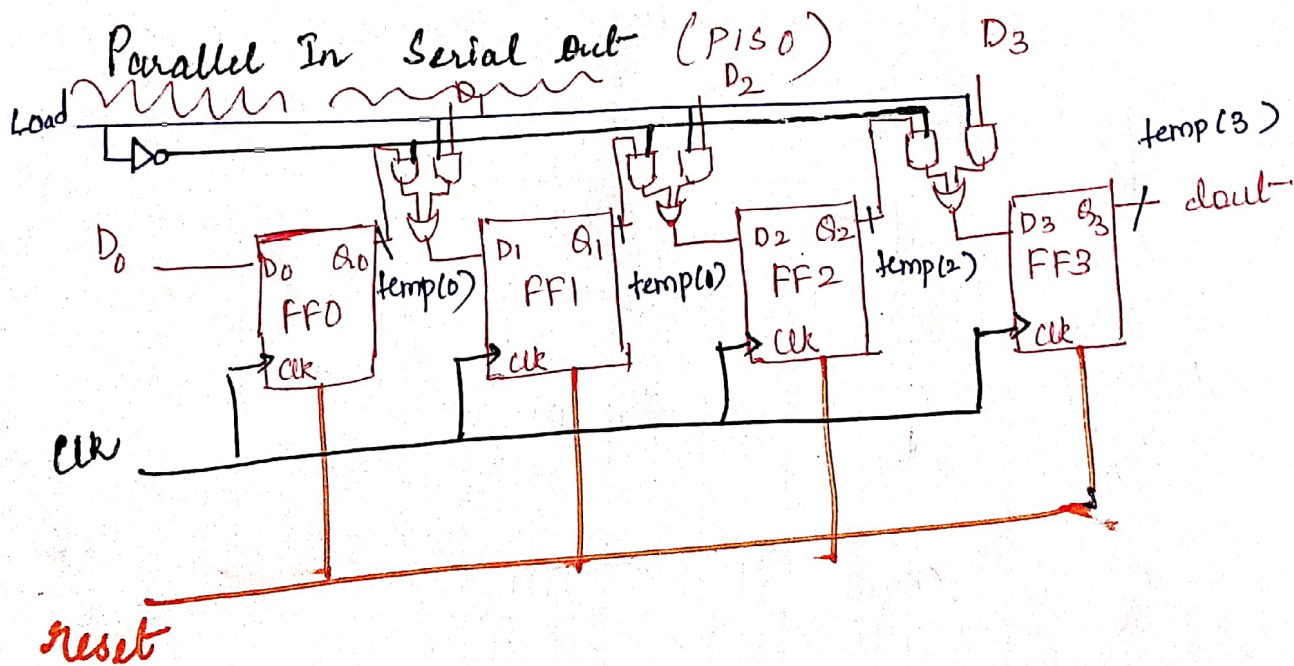 Parallel In Serial Out (PISO)
D3
D1
D2
Load
temp(3)
D0
D0 Q0
FF0
Clk
temp(0)
D1 Q1
FF1
Clk
temp(1)
D2 Q2
FF2
Clk
temp(2)
D3 Q3
FF3
Clk
dout
Clk
reset